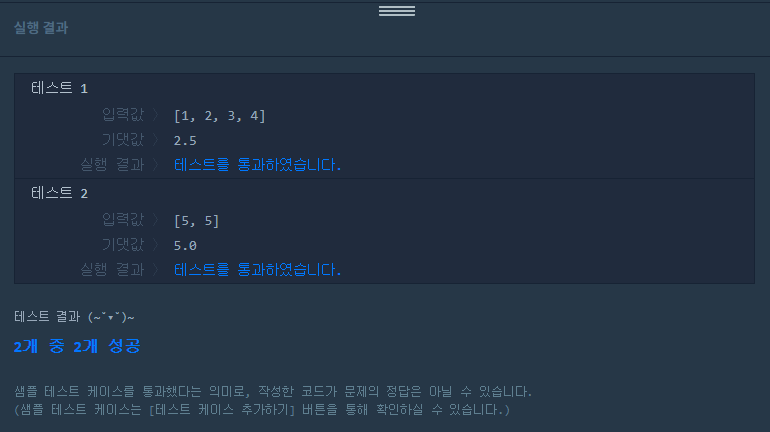 실행 결과
테스트 1
입력값 〉 [1, 2, 3, 4]
기댓값 〉 2.5
실행 결과 〉 테스트를 통과하였습니다.
테스트 2
입력값 〉 [5, 5]
기댓값 〉 5.0
실행 결과 〉 테스트를 통과하였습니다.
테스트 결과 (~˘▾˘)~
2개 중 2개 성공
샘플 테스트 케이스를 통과했다는 의미로, 작성한 코드가 문제의 정답은 아닐 수 있습니다.
(샘플 테스트 케이스는 [테스트 케이스 추가하기] 버튼을 통해 확인하실 수 있습니다.)